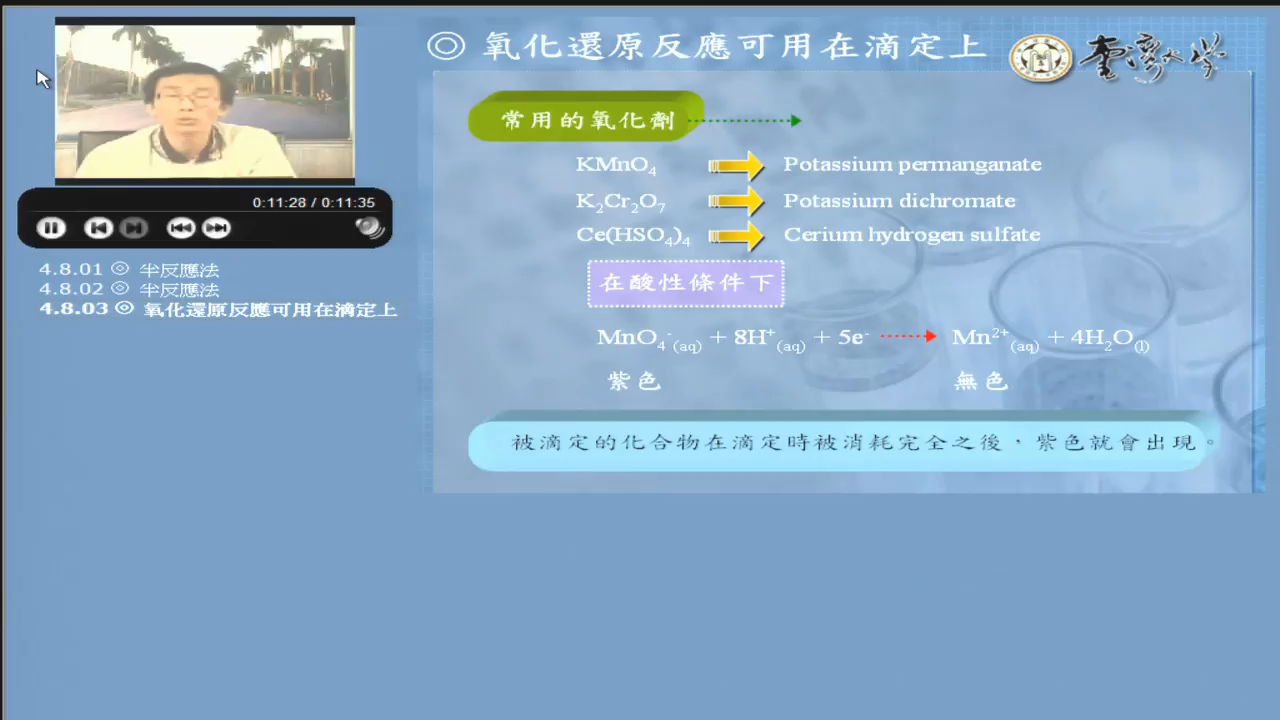 ◎ 氧化還原反應可用在滴定上
臺灣大學
常用的氧化劑
KMnO₄ Potassium permanganate
K₂Cr₂O₇ Potassium dichromate
Ce(HSO₄)₄ Cerium hydrogen sulfate
在酸性條件下
MnO₄⁻(aq) + 8H⁺(aq) + 5e⁻ Mn²⁺(aq) + 4H₂O(l)
紫色 無色
被滴定的化合物在滴定時被消耗完全之後，紫色就會出現。
0:11:28 / 0:11:35
4.8.01 ◎ 半反應法
4.8.02 ◎ 半反應法
4.8.03 ◎ 氧化還原反應可用在滴定上